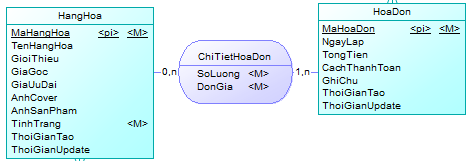 HangHoa
MaHangHoa <pi> <M>
TenHangHoa
GioiThieu
GiaGoc
GiaUuDai
AnhCover
AnhSanPham
TinhTrang <M>
ThoiGianTao
ThoiGianUpdate
0,n
ChiTietHoaDon
SoLuong <M>
DonGia <M>
1,n
HoaDon
MaHoaDon <pi> <M>
NgayLap
TongTien
CachThanhToan
GhiChu
ThoiGianTao
ThoiGianUpdate